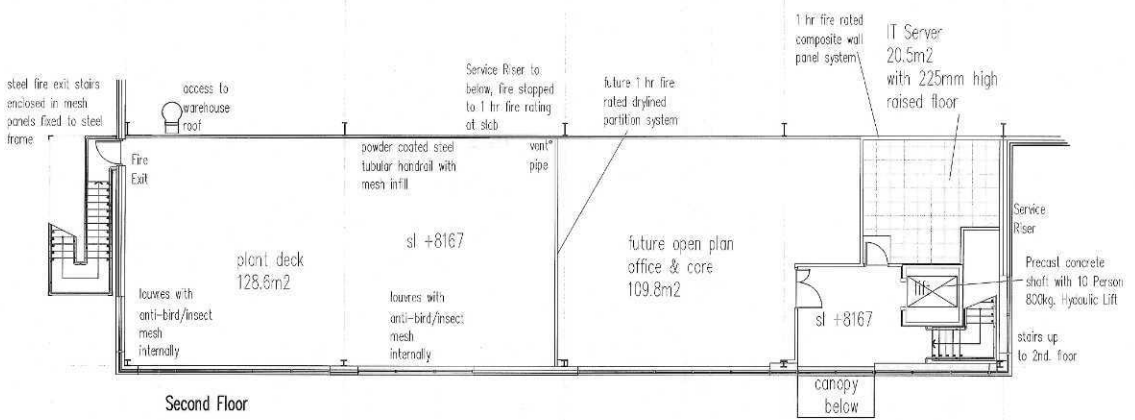 steel fire exit stairs
enclosed in mesh
panels fixed to steel
frame
access to
warehouse
roof
Service Riser to
below, fire stopped
to 1 hr fire rating
at slab
future 1 hr fire
rated drylined
partition system
1 hr fire rated
composite wall
panel system
IT Server
20.5m2
with 225mm high
raised floor
Fire
Exit
powder coated steel
tubular handrail with
mesh infill
vent
pipe
plant deck
128.6m2
sl +8167
future open plan
office & core
109.8m2
Service
Riser
Precast concrete
shaft with 10 Person
800kg. Hydaulic Lift
lift
sl +8167
stairs up
to 2nd. floor
louvres with
anti-bird/insect
mesh
internally
louvres with
anti-bird/insect
mesh
internally
canopy
below
Second Floor